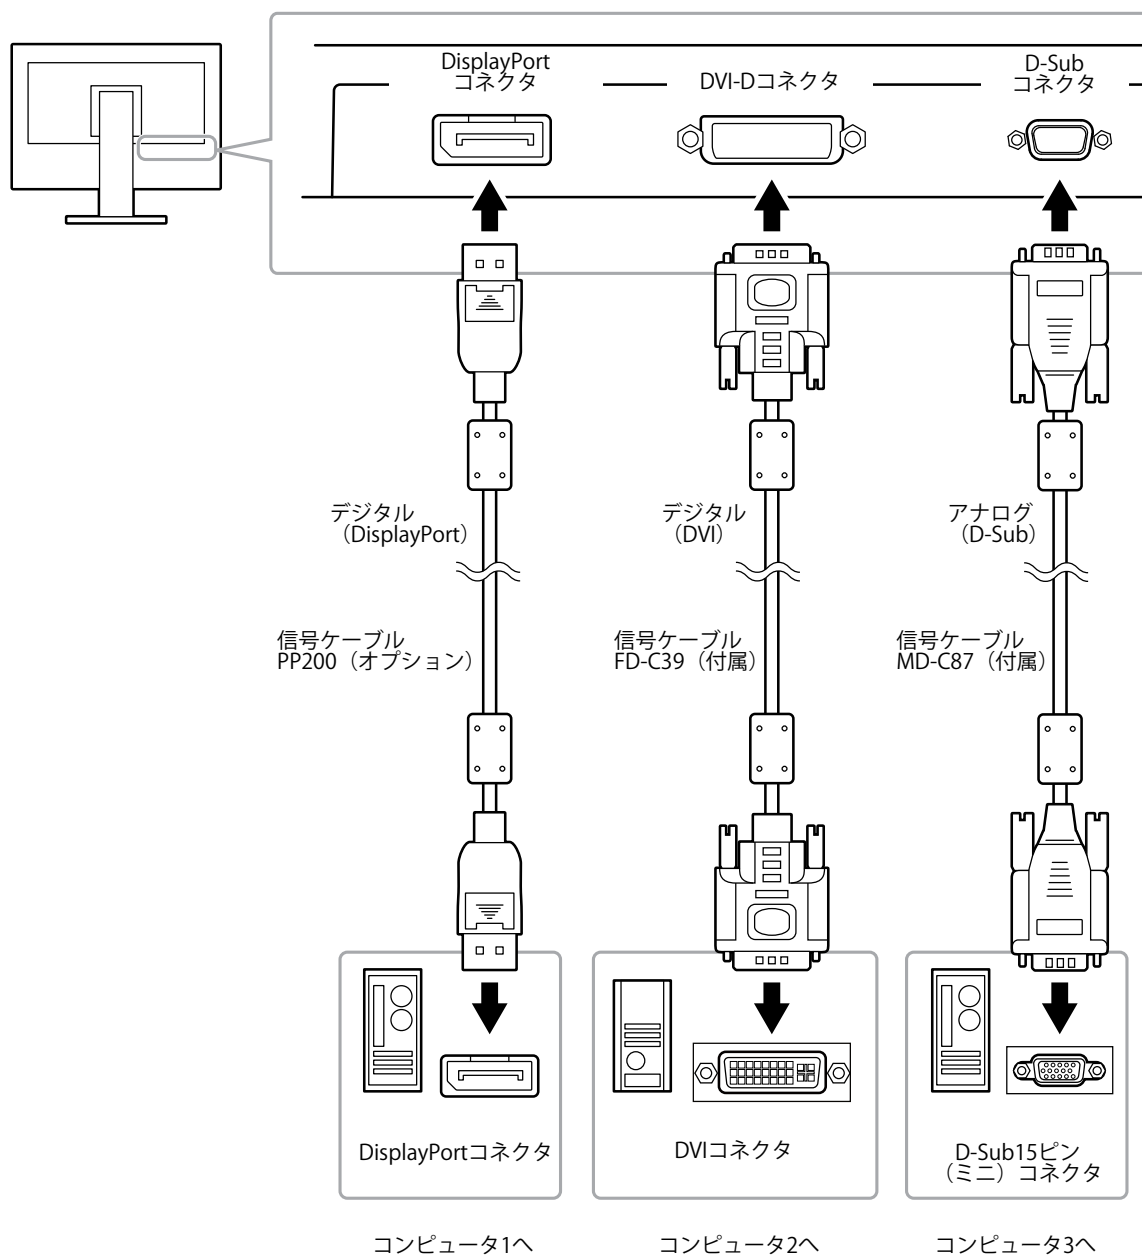 DisplayPort
コネクタ
DVI-Dコネクタ
D-Sub
コネクタ
デジタル
（DisplayPort）
デジタル
（DVI）
アナログ
（D-Sub）
信号ケーブル
PP200（オプション）
信号ケーブル
FD-C39（付属）
信号ケーブル
MD-C87（付属）
DisplayPortコネクタ
DVIコネクタ
D-Sub15ピン
（ミニ）コネクタ
コンピュータ1へ
コンピュータ2へ
コンピュータ3へ